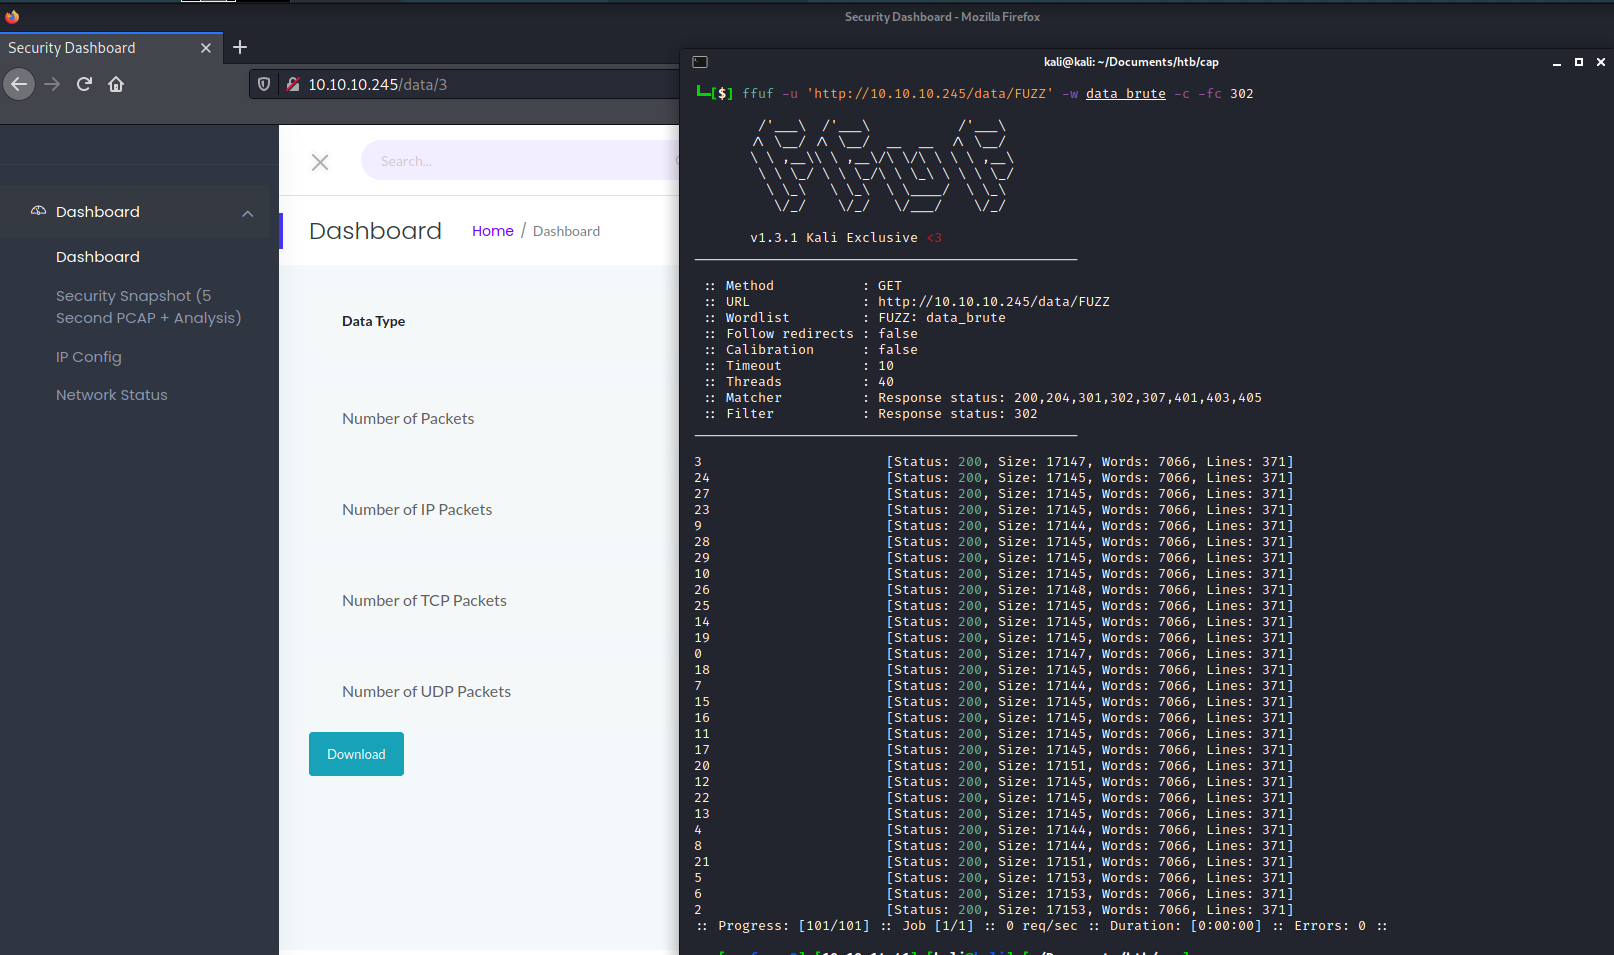 Security Dashboard - Mozilla Firefox
Security Dashboard
10.10.10.245/data/3
Search...
Dashboard
Dashboard
Security Snapshot (5
Second PCAP + Analysis)
IP Config
Network Status
Dashboard
Home / Dashboard
Data Type
Number of Packets
Number of IP Packets
Number of TCP Packets
Number of UDP Packets
Download
kali@kali: ~/Documents/htb/cap
[$] ffuf -u 'http://10.10.10.245/data/FUZZ' -w data_brute -c -fc 302
v1.3.1 Kali Exclusive <3
:: Method : GET
:: URL : http://10.10.10.245/data/FUZZ
:: Wordlist : FUZZ: data_brute
:: Follow redirects : false
:: Calibration : false
:: Timeout : 10
:: Threads : 40
:: Matcher : Response status: 200,204,301,302,307,401,403,405
:: Filter : Response status: 302
3 [Status: 200, Size: 17147, Words: 7066, Lines: 371]
24 [Status: 200, Size: 17145, Words: 7066, Lines: 371]
27 [Status: 200, Size: 17145, Words: 7066, Lines: 371]
23 [Status: 200, Size: 17145, Words: 7066, Lines: 371]
9 [Status: 200, Size: 17144, Words: 7066, Lines: 371]
28 [Status: 200, Size: 17145, Words: 7066, Lines: 371]
29 [Status: 200, Size: 17145, Words: 7066, Lines: 371]
10 [Status: 200, Size: 17145, Words: 7066, Lines: 371]
26 [Status: 200, Size: 17148, Words: 7066, Lines: 371]
25 [Status: 200, Size: 17145, Words: 7066, Lines: 371]
14 [Status: 200, Size: 17145, Words: 7066, Lines: 371]
19 [Status: 200, Size: 17145, Words: 7066, Lines: 371]
0 [Status: 200, Size: 17147, Words: 7066, Lines: 371]
18 [Status: 200, Size: 17145, Words: 7066, Lines: 371]
7 [Status: 200, Size: 17144, Words: 7066, Lines: 371]
15 [Status: 200, Size: 17145, Words: 7066, Lines: 371]
16 [Status: 200, Size: 17145, Words: 7066, Lines: 371]
11 [Status: 200, Size: 17145, Words: 7066, Lines: 371]
17 [Status: 200, Size: 17145, Words: 7066, Lines: 371]
20 [Status: 200, Size: 17151, Words: 7066, Lines: 371]
12 [Status: 200, Size: 17145, Words: 7066, Lines: 371]
22 [Status: 200, Size: 17145, Words: 7066, Lines: 371]
13 [Status: 200, Size: 17145, Words: 7066, Lines: 371]
4 [Status: 200, Size: 17144, Words: 7066, Lines: 371]
8 [Status: 200, Size: 17144, Words: 7066, Lines: 371]
21 [Status: 200, Size: 17151, Words: 7066, Lines: 371]
5 [Status: 200, Size: 17153, Words: 7066, Lines: 371]
6 [Status: 200, Size: 17153, Words: 7066, Lines: 371]
2 [Status: 200, Size: 17153, Words: 7066, Lines: 371]
:: Progress: [101/101] :: Job [1/1] :: 0 req/sec :: Duration: [0:00:00] :: Errors: 0 ::